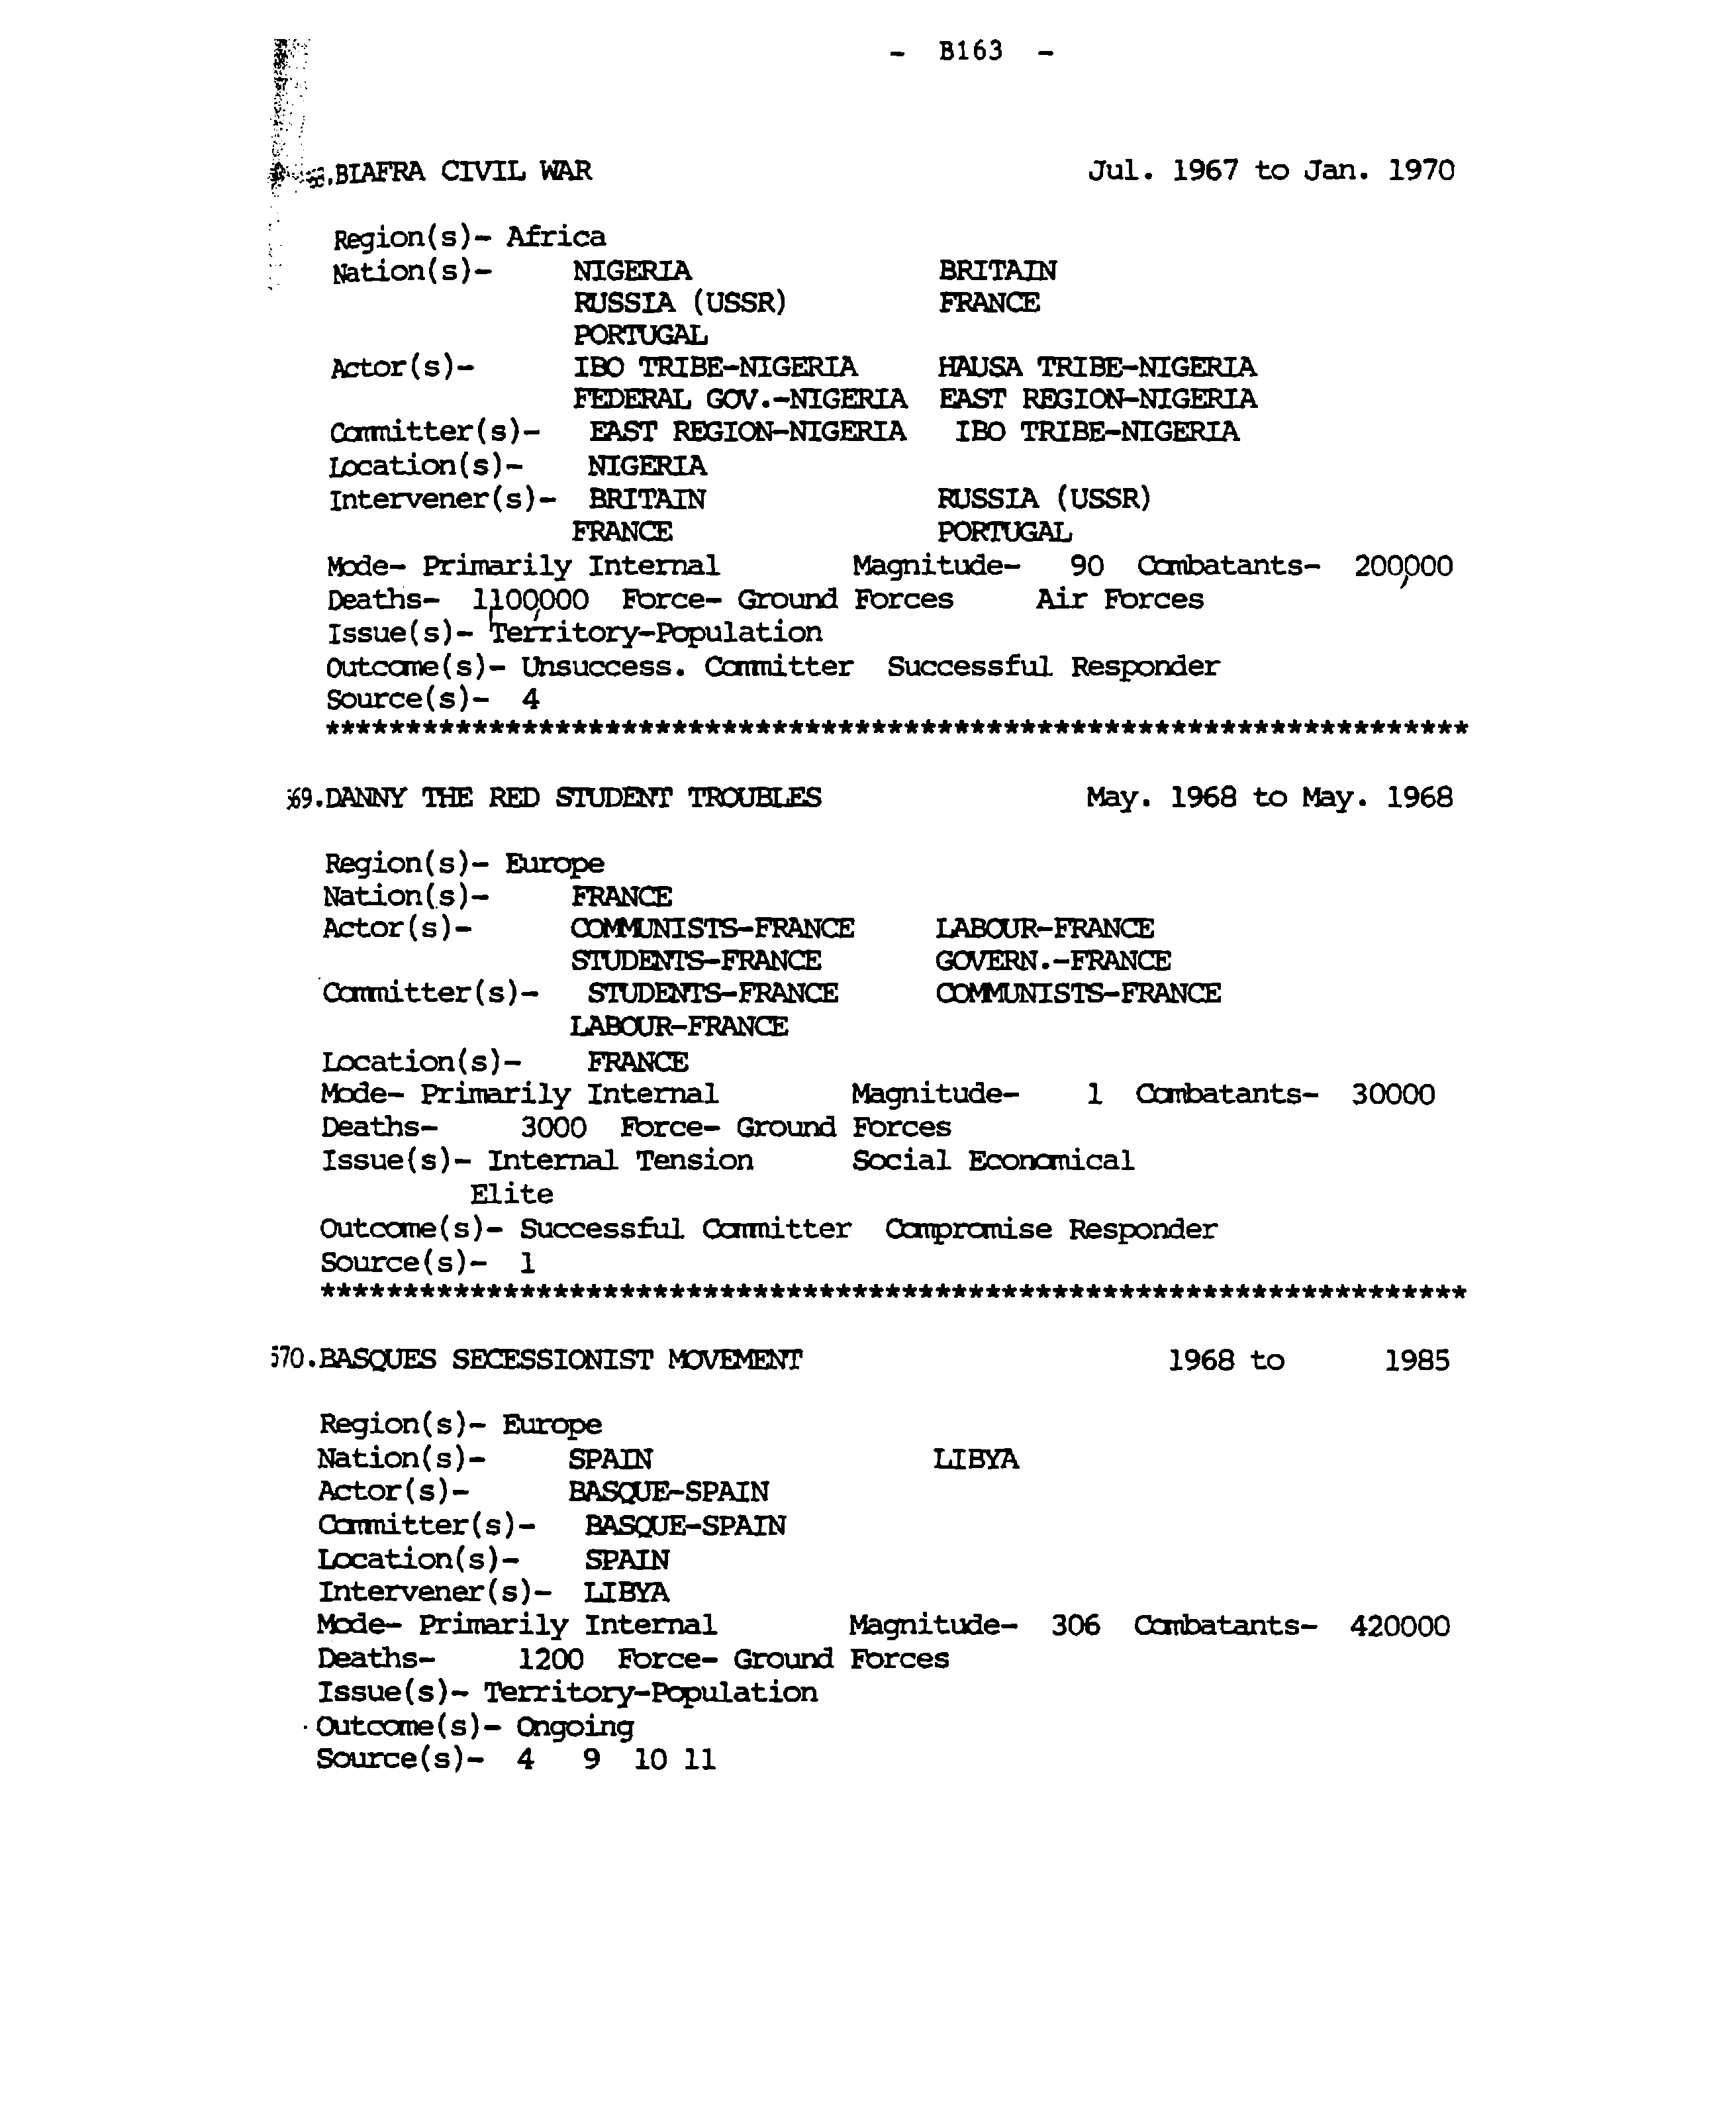 - B163 -
.BIAFRA CIVIL WAR Jul. 1967 to Jan. 1970
Region(s)- Africa
Nation(s)- NIGERIA BRITAIN
RUSSIA (USSR) FRANCE
PORTUGAL
Actor(s)- IBO TRIBE-NIGERIA HAUSA TRIBE-NIGERIA
FEDERAL GOV.-NIGERIA EAST REGION-NIGERIA
Committer(s)- EAST REGION-NIGERIA IBO TRIBE-NIGERIA
Location(s)- NIGERIA
Intervener(s)- BRITAIN RUSSIA (USSR)
FRANCE PORTUGAL
Mode- Primarily Internal Magnitude- 90 Combatants- 200,000
Deaths- 1,100,000 Force- Ground Forces Air Forces
Issue(s)- Territory-Population
Outcome(s)- Unsuccess. Committer Successful Responder
Source(s)- 4
*********************************************************************
69.DANNY THE RED STUDENT TROUBLES May. 1968 to May. 1968
Region(s)- Europe
Nation(s)- FRANCE
Actor(s)- COMMUNISTS-FRANCE LABOUR-FRANCE
STUDENTS-FRANCE GOVERN.-FRANCE
Committer(s)- STUDENTS-FRANCE COMMUNISTS-FRANCE
LABOUR-FRANCE
Location(s)- FRANCE
Mode- Primarily Internal Magnitude- 1 Combatants- 30000
Deaths- 3000 Force- Ground Forces
Issue(s)- Internal Tension Social Economical
Elite
Outcome(s)- Successful Committer Compromise Responder
Source(s)- 1
*********************************************************************
570.BASQUES SECESSIONIST MOVEMENT 1968 to 1985
Region(s)- Europe
Nation(s)- SPAIN LIBYA
Actor(s)- BASQUE-SPAIN
Committer(s)- BASQUE-SPAIN
Location(s)- SPAIN
Intervener(s)- LIBYA
Mode- Primarily Internal Magnitude- 306 Combatants- 420000
Deaths- 1200 Force- Ground Forces
Issue(s)- Territory-Population
Outcome(s)- Ongoing
Source(s)- 4 9 10 11